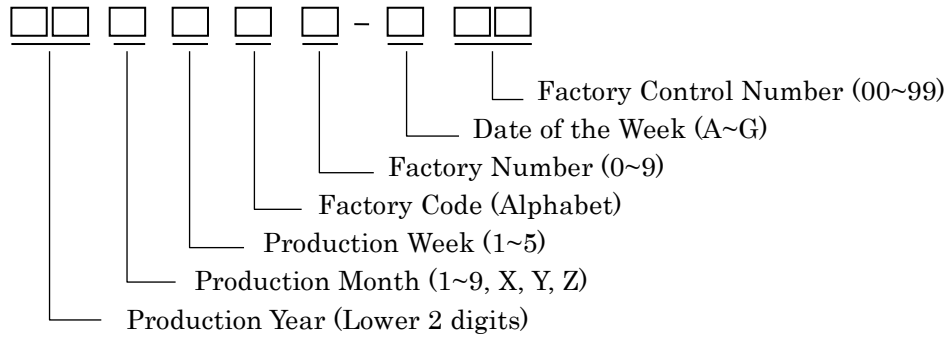 □□ □ □ □ □ – □ □□
Factory Control Number (00~99)
Date of the Week (A~G)
Factory Number (0~9)
Factory Code (Alphabet)
Production Week (1~5)
Production Month (1~9, X, Y, Z)
Production Year (Lower 2 digits)